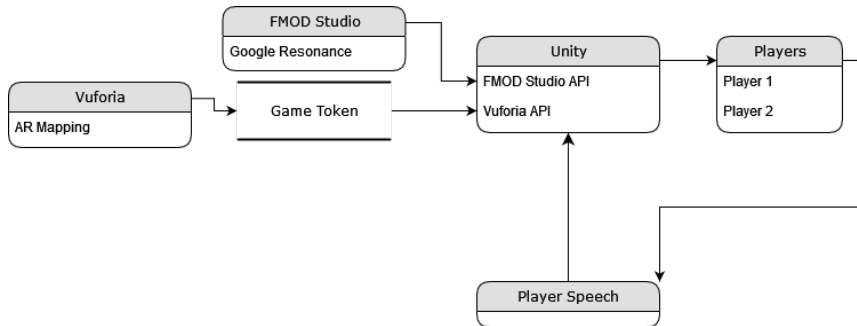 FMOD Studio
Google Resonance
Unity
FMOD Studio API
Vuforia API
Players
Player 1
Player 2
Vuforia
AR Mapping
Game Token
Player Speech